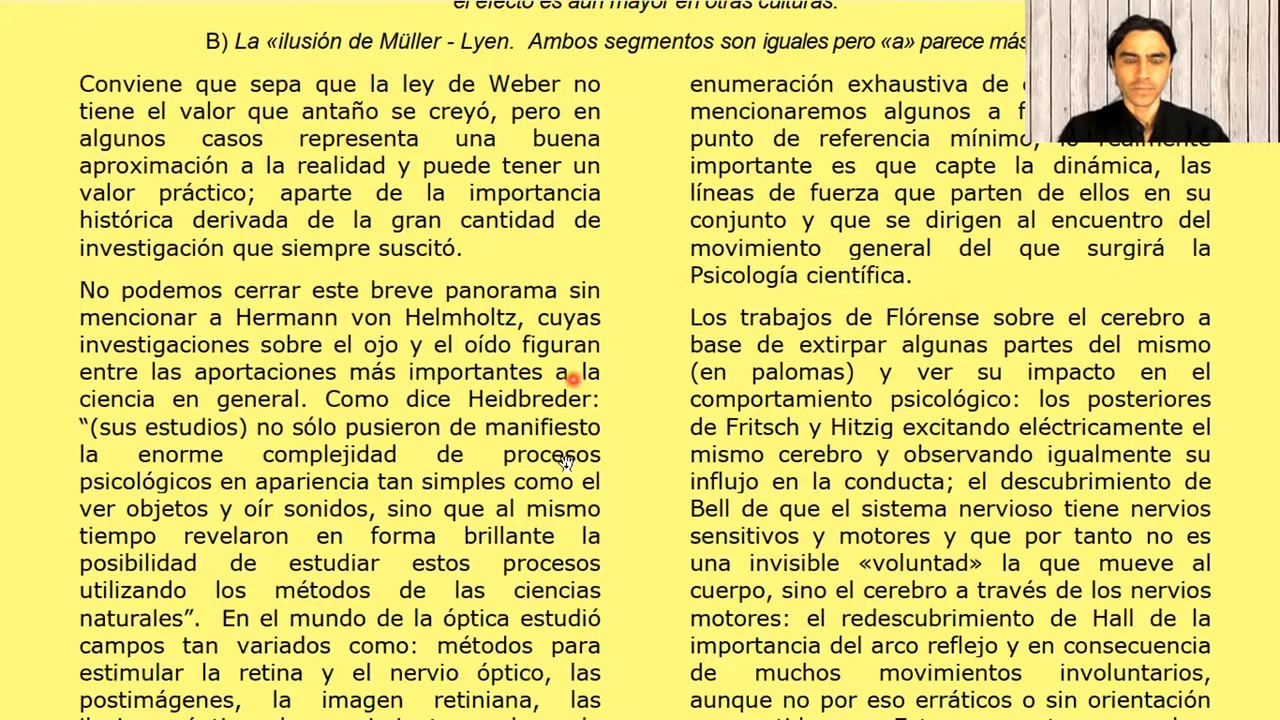 el efecto es aún mayor en otras culturas.
B) La «ilusión de Müller - Lyen. Ambos segmentos son iguales pero «a» parece más
Conviene que sepa que la ley de Weber no
tiene el valor que antaño se creyó, pero en
algunos casos representa una buena
aproximación a la realidad y puede tener un
valor práctico; aparte de la importancia
histórica derivada de la gran cantidad de
investigación que siempre suscitó.
No podemos cerrar este breve panorama sin
mencionar a Hermann von Helmholtz, cuyas
investigaciones sobre el ojo y el oído figuran
entre las aportaciones más importantes a la
ciencia en general. Como dice Heidbreder:
“(sus estudios) no sólo pusieron de manifiesto
la enorme complejidad de procesos
psicológicos en apariencia tan simples como el
ver objetos y oír sonidos, sino que al mismo
tiempo revelaron en forma brillante la
posibilidad de estudiar estos procesos
utilizando los métodos de las ciencias
naturales”. En el mundo de la óptica estudió
campos tan variados como: métodos para
estimular la retina y el nervio óptico, las
postimágenes, la imagen retiniana, las
enumeración exhaustiva de
mencionaremos algunos a
punto de referencia mínimo, lo realmente
importante es que capte la dinámica, las
líneas de fuerza que parten de ellos en su
conjunto y que se dirigen al encuentro del
movimiento general del que surgirá la
Psicología científica.
Los trabajos de Flórense sobre el cerebro a
base de extirpar algunas partes del mismo
(en palomas) y ver su impacto en el
comportamiento psicológico: los posteriores
de Fritsch y Hitzig excitando eléctricamente el
mismo cerebro y observando igualmente su
influjo en la conducta; el descubrimiento de
Bell de que el sistema nervioso tiene nervios
sensitivos y motores y que por tanto no es
una invisible «voluntad» la que mueve al
cuerpo, sino el cerebro a través de los nervios
motores: el redescubrimiento de Hall de la
importancia del arco reflejo y en consecuencia
de muchos movimientos involuntarios,
aunque no por eso erráticos o sin orientación